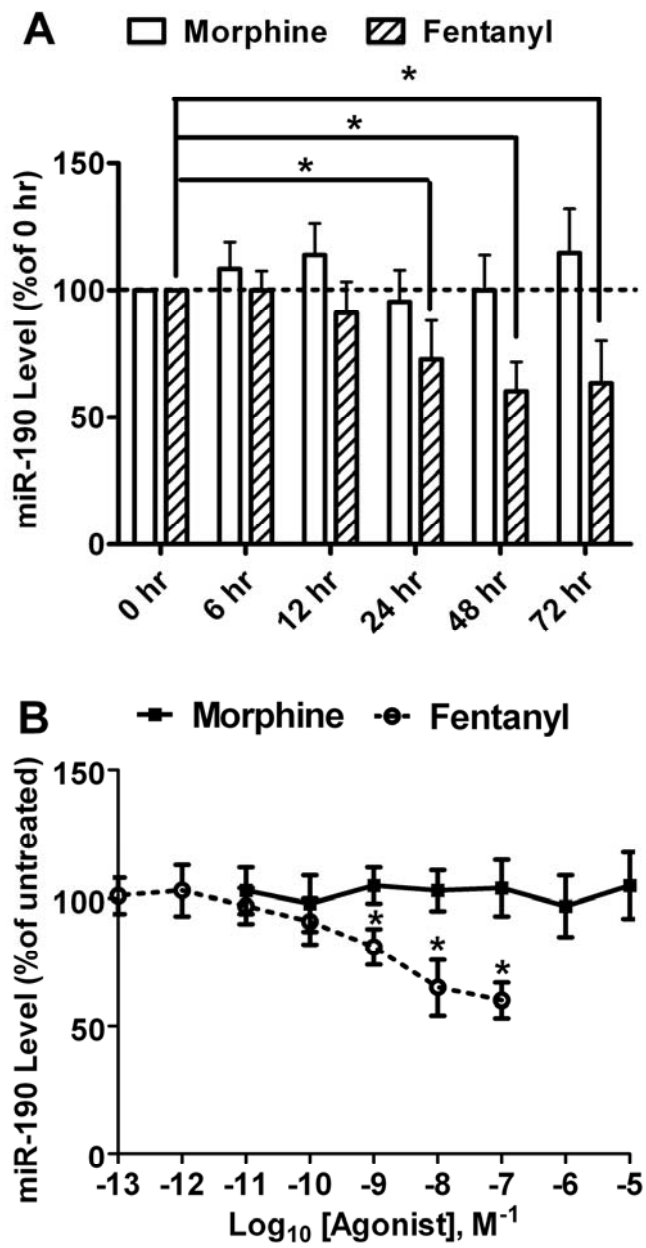 A
Morphine Fentanyl
*
*
*
miR-190 Level (%of 0 hr)
150
100
50
0
0 hr 6 hr 12 hr 24 hr 48 hr 72 hr
B
Morphine Fentanyl
miR-190 Level (%of untreated)
150
100
50
0
* * *
-13 -12 -11 -10 -9 -8 -7 -6 -5
Log₁₀ [Agonist], M⁻¹